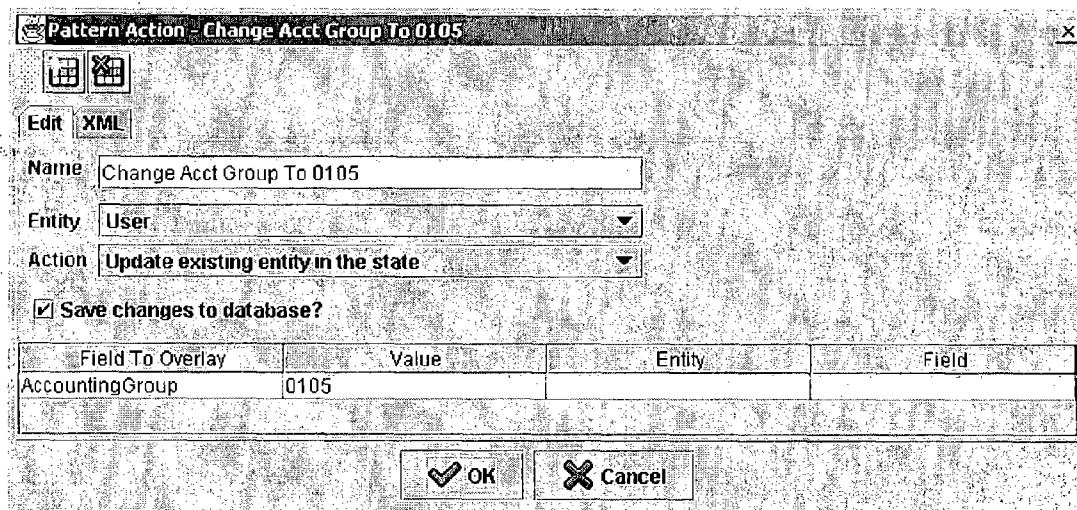 Pattern Action - Change Acct Group To 0105
Edit XML
Name Change Acct Group To 0105
Entity User
Action Update existing entity in the state
Save changes to database?
Field To Overlay Value Entity Field
AccountingGroup 0105
OK Cancel